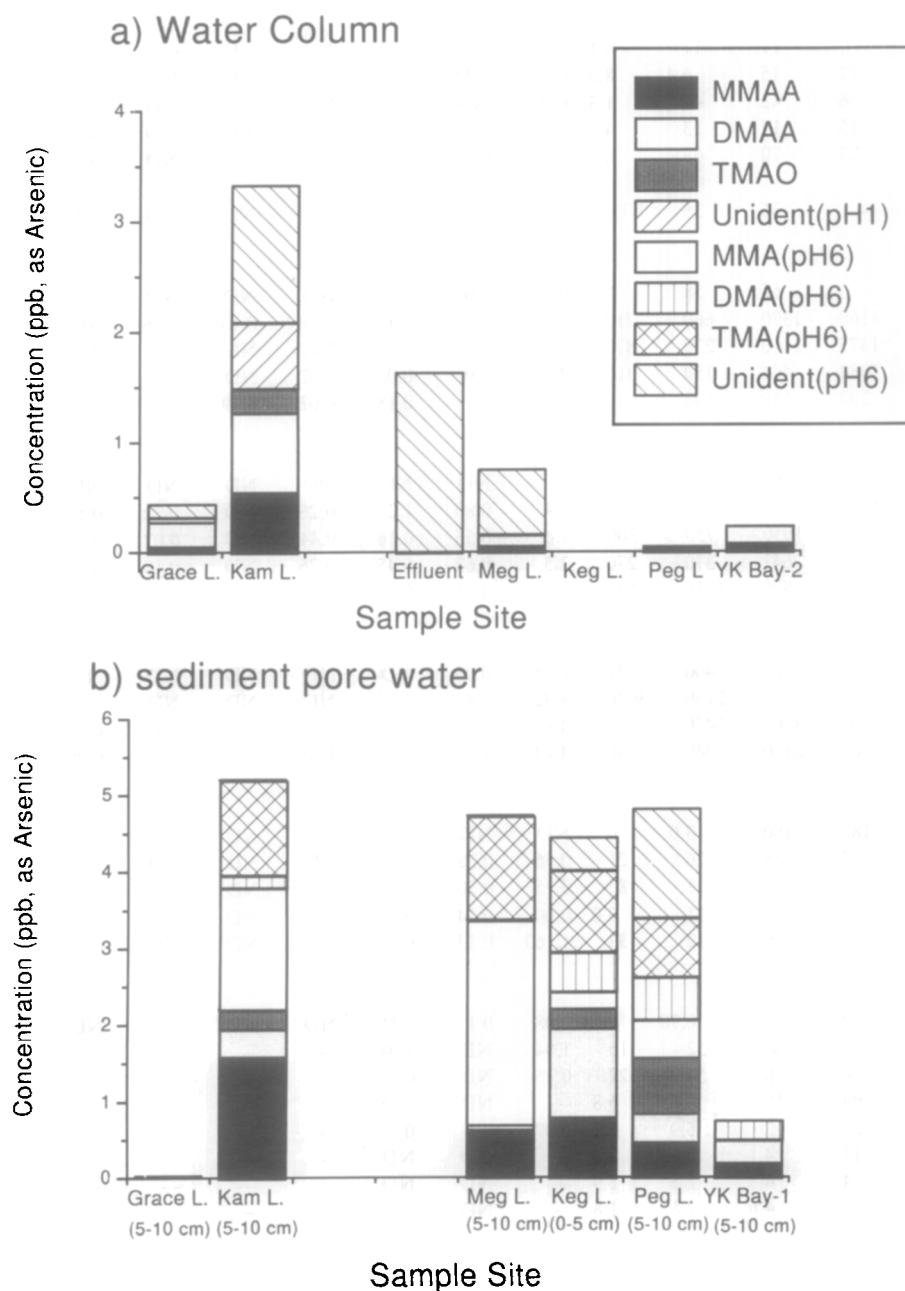 a) Water Column
MMAA
DMAA
TMAO
Unident(pH1)
MMA(pH6)
DMA(pH6)
TMA(pH6)
Unident(pH6)
Concentration (ppb, as Arsenic)
4
3
2
1
0
Grace L. Kam L. Effluent Meg L. Keg L. Peg L YK Bay-2
Sample Site
b) sediment pore water
Concentration (ppb, as Arsenic)
6
5
4
3
2
1
0
Grace L. Kam L. Meg L. Keg L. Peg L. YK Bay-1
(5-10 cm) (5-10 cm) (5-10 cm) (0-5 cm) (5-10 cm) (5-10 cm)
Sample Site